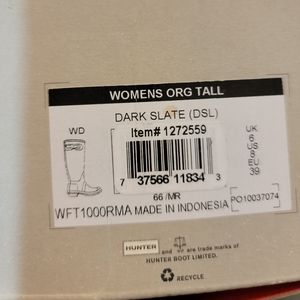 WOMENS ORG TALL
DARK SLATE (DSL)
WD
Item# 1272559
UK
6
US
8
EU
39
7 37566 11834 3
66 /MR
WFT1000RMA MADE IN INDONESIA
PO10037074
HUNTER and are trade marks of
HUNTER BOOT LIMITED.
RECYCLE